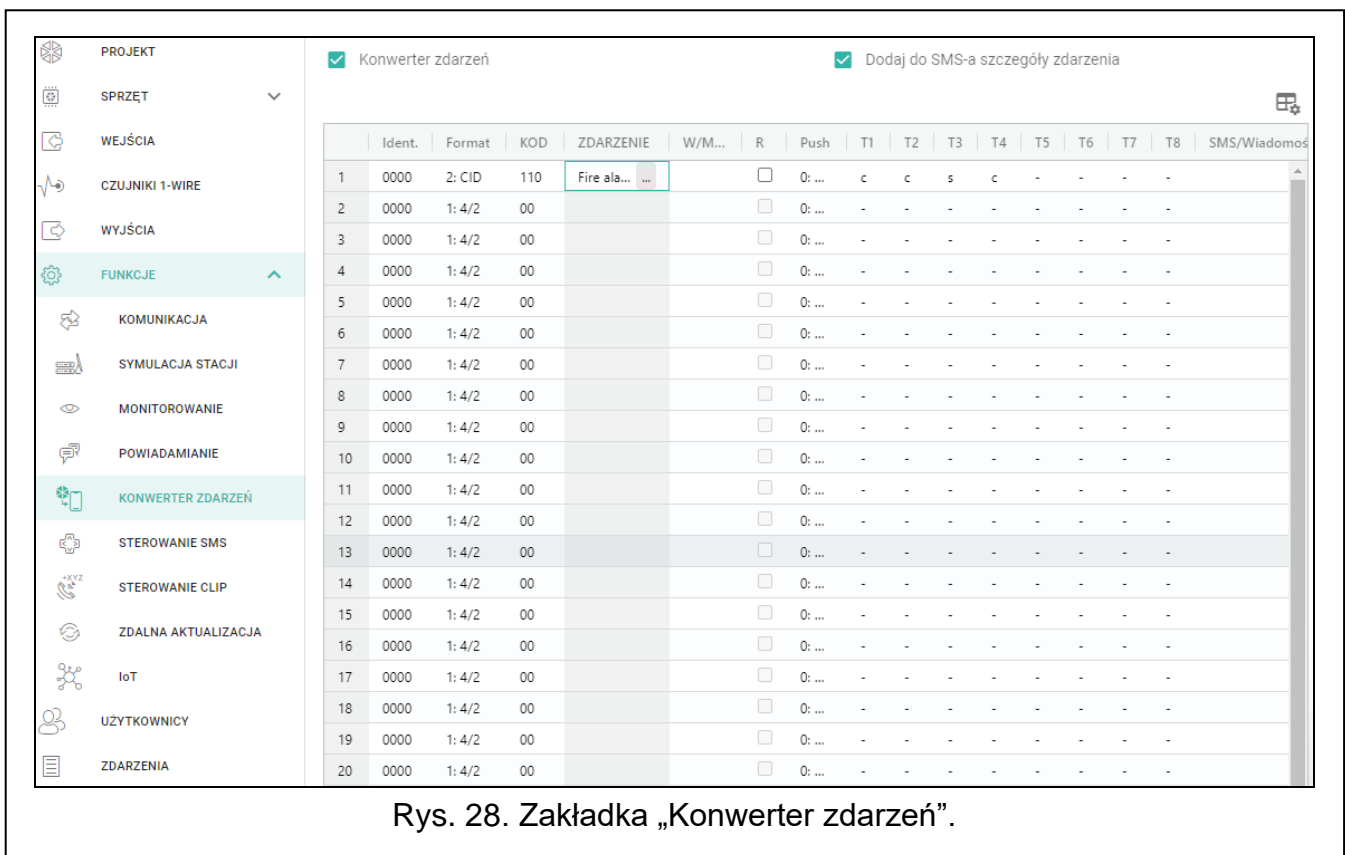 PROJEKT
SPRZĘT
WEJŚCIA
CZUJNIKI 1-WIRE
WYJŚCIA
FUNKCJE
KOMUNIKACJA
SYMULACJA STACJI
MONITOROWANIE
POWIADAMIANIE
KONWERTER ZDARZEŃ
STEROWANIE SMS
+XYZ
STEROWANIE CLIP
ZDALNA AKTUALIZACJA
IoT
UŻYTKOWNICY
ZDARZENIA
Konwerter zdarzeń Dodaj do SMS-a szczegóły zdarzenia
Ident. Format KOD ZDARZENIE W/M... R Push T1 T2 T3 T4 T5 T6 T7 T8 SMS/Wiadomoś
1 0000 2: CID 110 Fire ala... ... 0: ... c c s c - - - -
2 0000 1: 4/2 00 0: ... - - - - - - - -
3 0000 1: 4/2 00 0: ... - - - - - - - -
4 0000 1: 4/2 00 0: ... - - - - - - - -
5 0000 1: 4/2 00 0: ... - - - - - - - -
6 0000 1: 4/2 00 0: ... - - - - - - - -
7 0000 1: 4/2 00 0: ... - - - - - - - -
8 0000 1: 4/2 00 0: ... - - - - - - - -
9 0000 1: 4/2 00 0: ... - - - - - - - -
10 0000 1: 4/2 00 0: ... - - - - - - - -
11 0000 1: 4/2 00 0: ... - - - - - - - -
12 0000 1: 4/2 00 0: ... - - - - - - - -
13 0000 1: 4/2 00 0: ... - - - - - - - -
14 0000 1: 4/2 00 0: ... - - - - - - - -
15 0000 1: 4/2 00 0: ... - - - - - - - -
16 0000 1: 4/2 00 0: ... - - - - - - - -
17 0000 1: 4/2 00 0: ... - - - - - - - -
18 0000 1: 4/2 00 0: ... - - - - - - - -
19 0000 1: 4/2 00 0: ... - - - - - - - -
20 0000 1: 4/2 00 0: ... - - - - - - - -
Rys. 28. Zakładka „Konwerter zdarzeń”.